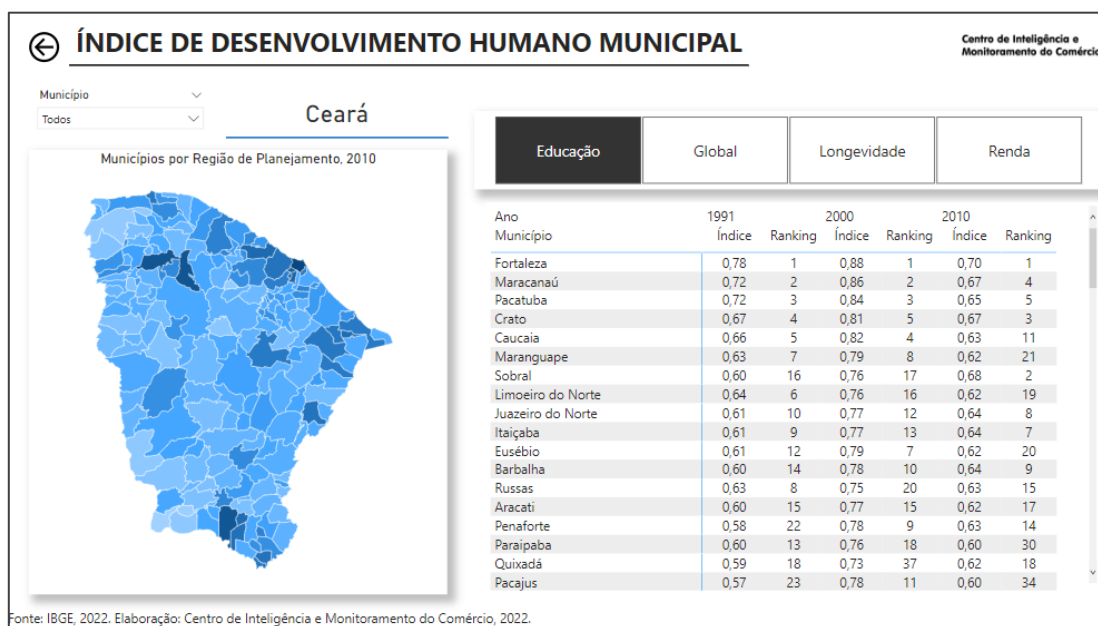 ÍNDICE DE DESENVOLVIMENTO HUMANO MUNICIPAL
Centro de Inteligência e
Monitoramento do Comércio
Município
Todos
Ceará
Municípios por Região de Planejamento, 2010
Educação Global Longevidade Renda
Ano 1991 2000 2010
Município Índice Ranking Índice Ranking Índice Ranking
Fortaleza 0,78 1 0,88 1 0,70 1
Maracanaú 0,72 2 0,86 2 0,67 4
Pacatuba 0,72 3 0,84 3 0,65 5
Crato 0,67 4 0,81 5 0,67 3
Caucaia 0,66 5 0,82 4 0,63 11
Maranguape 0,63 7 0,79 8 0,62 21
Sobral 0,60 16 0,76 17 0,68 2
Limoeiro do Norte 0,64 6 0,76 16 0,62 19
Juazeiro do Norte 0,61 10 0,77 12 0,64 8
Itaiçaba 0,61 9 0,77 13 0,64 7
Eusébio 0,61 12 0,79 7 0,62 20
Barbalha 0,60 14 0,78 10 0,64 9
Russas 0,63 8 0,75 20 0,63 15
Aracati 0,60 15 0,77 15 0,62 17
Penaforte 0,58 22 0,78 9 0,63 14
Paraipaba 0,60 13 0,76 18 0,60 30
Quixadá 0,59 18 0,73 37 0,62 18
Pacajus 0,57 23 0,78 11 0,60 34
Fonte: IBGE, 2022. Elaboração: Centro de Inteligência e Monitoramento do Comércio, 2022.